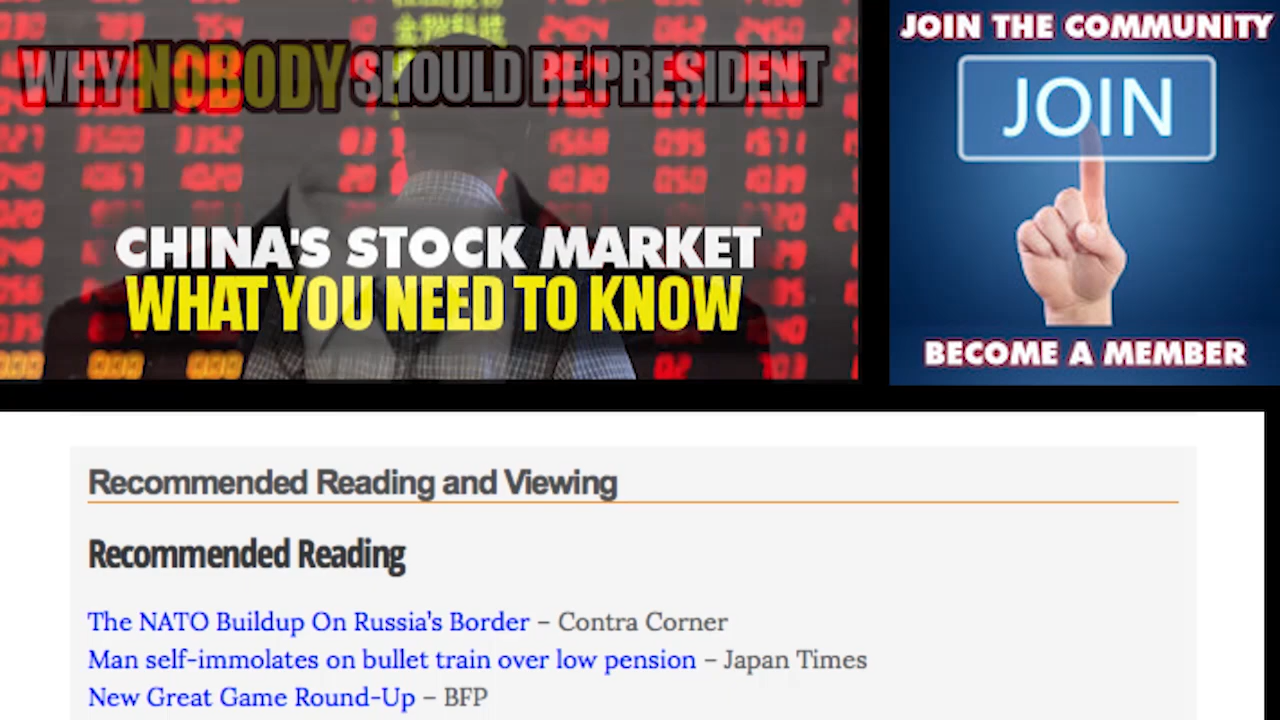 WHY NOBODY SHOULD BE PRESIDENT
CHINA'S STOCK MARKET
WHAT YOU NEED TO KNOW
JOIN THE COMMUNITY
JOIN
BECOME A MEMBER
Recommended Reading and Viewing
Recommended Reading
The NATO Buildup On Russia's Border – Contra Corner
Man self-immolates on bullet train over low pension – Japan Times
New Great Game Round-Up – BFP